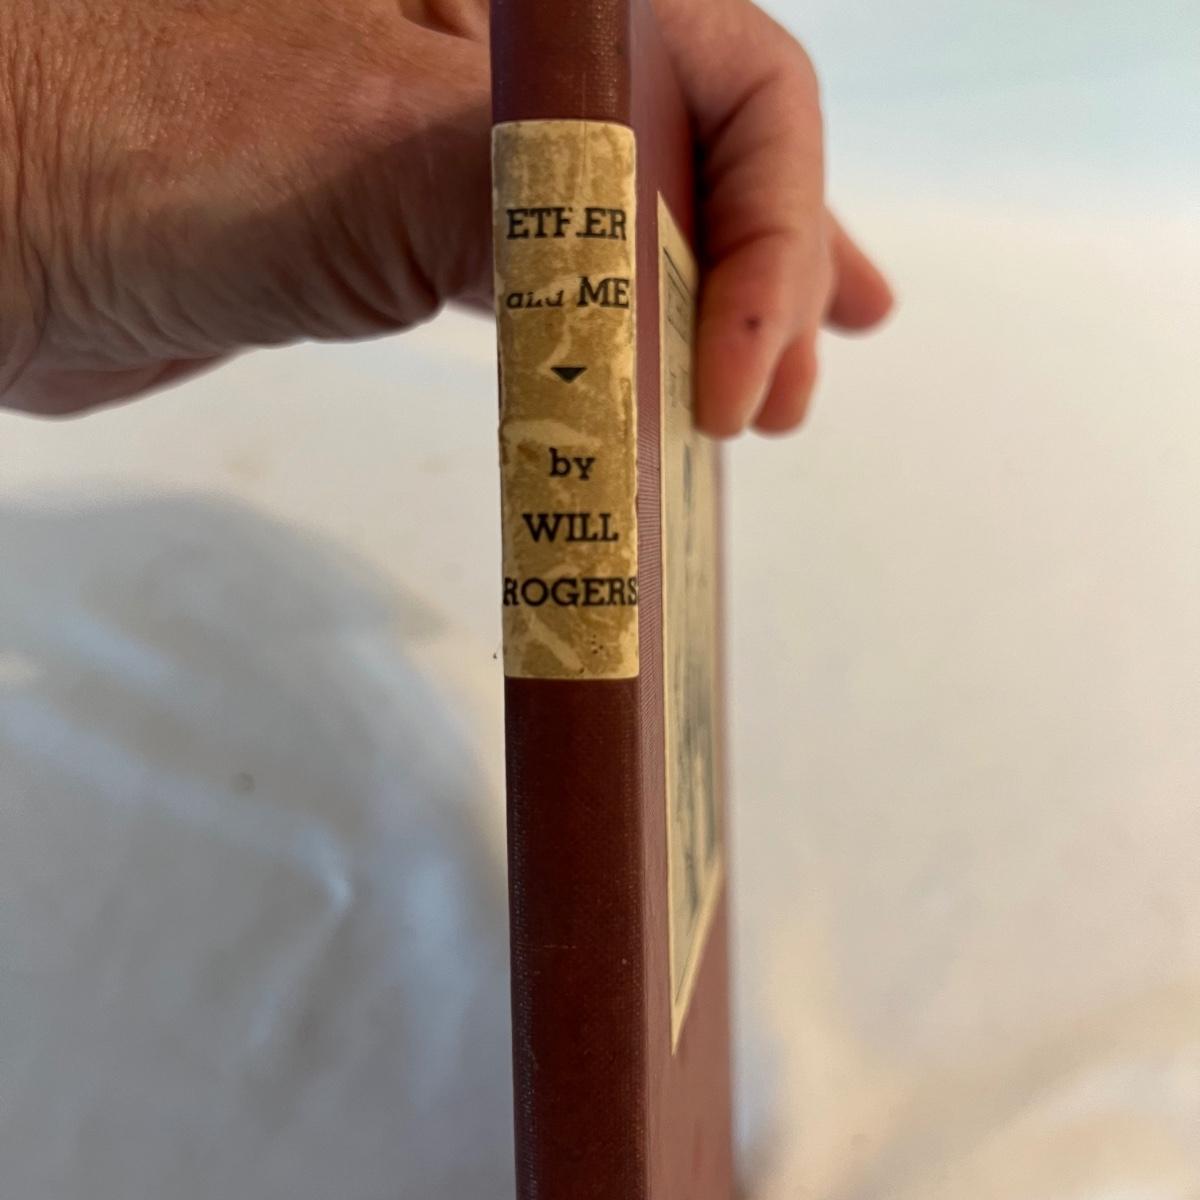 ETHER
and ME
by
WILL
ROGERS